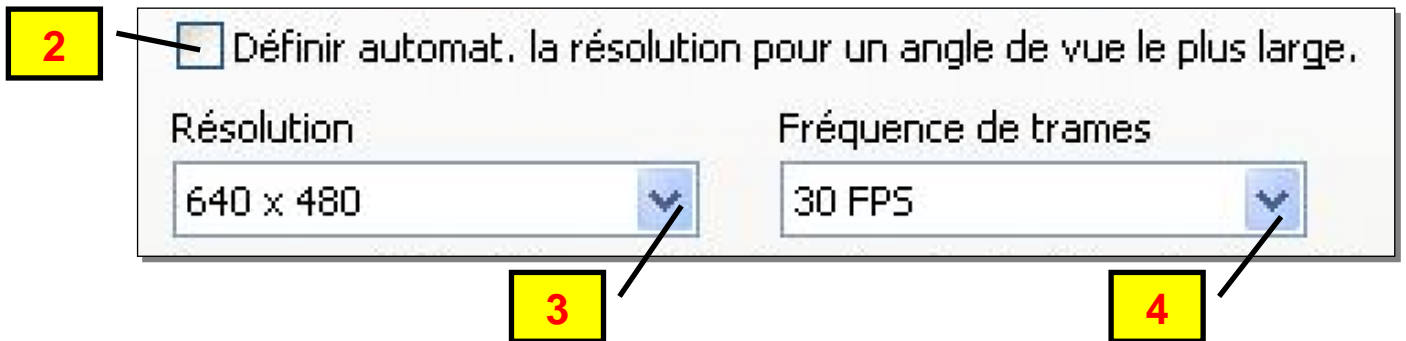 2
Définir automat. la résolution pour un angle de vue le plus large.
Résolution
Fréquence de trames
640 x 480
30 FPS
3
4